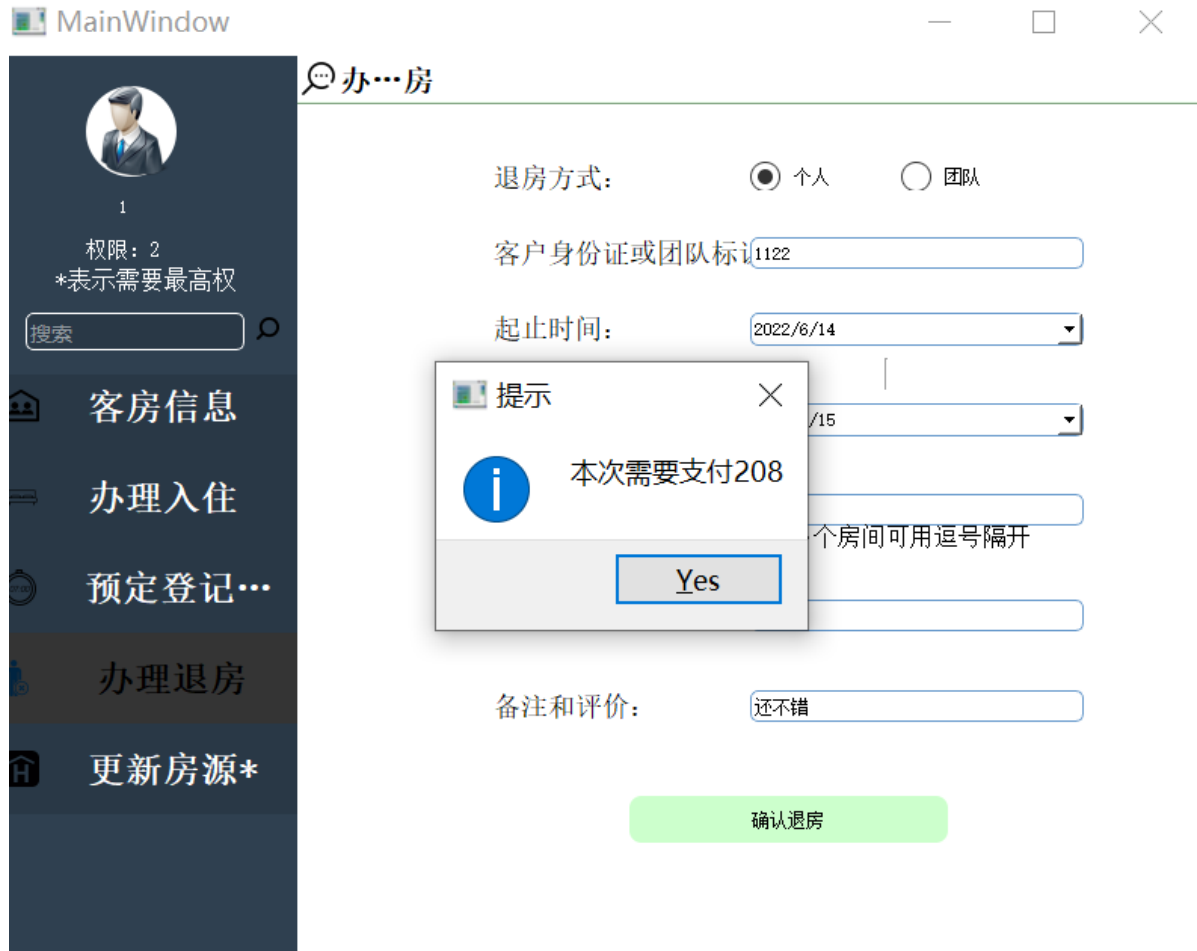 MainWindow
办…房
1
权限：2
*表示需要最高权
搜索
客房信息
办理入住
预定登记…
办理退房
更新房源*
退房方式：
个人
团队
客户身份证或团队标
1122
起止时间：
2022/6/14
/15
个房间可用逗号隔开
备注和评价：
还不错
确认退房
提示
本次需要支付208
Yes